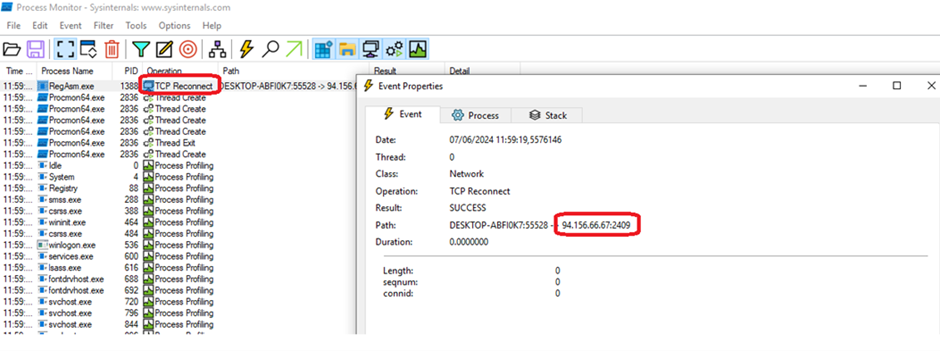 Process Monitor - Sysinternals: www.sysinternals.com
File Edit Event Filter Tools Options Help
Time ... Process Name PID Operation Path Result Detail
11:59:... RegAsm.exe 1388 TCP Reconnect DESKTOP-ABFI0K7:55528 -> 94.156.6
11:59:... Procmon64.exe 2836 Thread Create
11:59:... Procmon64.exe 2836 Thread Create
11:59:... Procmon64.exe 2836 Thread Create
11:59:... Procmon64.exe 2836 Thread Create
11:59:... Procmon64.exe 2836 Thread Exit
11:59:... Procmon64.exe 2836 Thread Create
11:59:... Idle 0 Process Profiling
11:59:... System 4 Process Profiling
11:59:... Registry 88 Process Profiling
11:59:... smss.exe 288 Process Profiling
11:59:... csrss.exe 388 Process Profiling
11:59:... wininit.exe 464 Process Profiling
11:59:... csrss.exe 484 Process Profiling
11:59:... winlogon.exe 536 Process Profiling
11:59:... services.exe 600 Process Profiling
11:59:... lsass.exe 616 Process Profiling
11:59:... fontdrvhost.exe 688 Process Profiling
11:59:... fontdrvhost.exe 692 Process Profiling
11:59:... svchost.exe 720 Process Profiling
11:59:... svchost.exe 796 Process Profiling
11:59:... svchost.exe 844 Process Profiling
Event Properties
Event Process Stack
Date: 07/06/2024 11:59:19,5576146
Thread: 0
Class: Network
Operation: TCP Reconnect
Result: SUCCESS
Path: DESKTOP-ABFI0K7:55528 -> 94.156.66.67:2409
Duration: 0.0000000
Length: 0
seqnum: 0
connid: 0